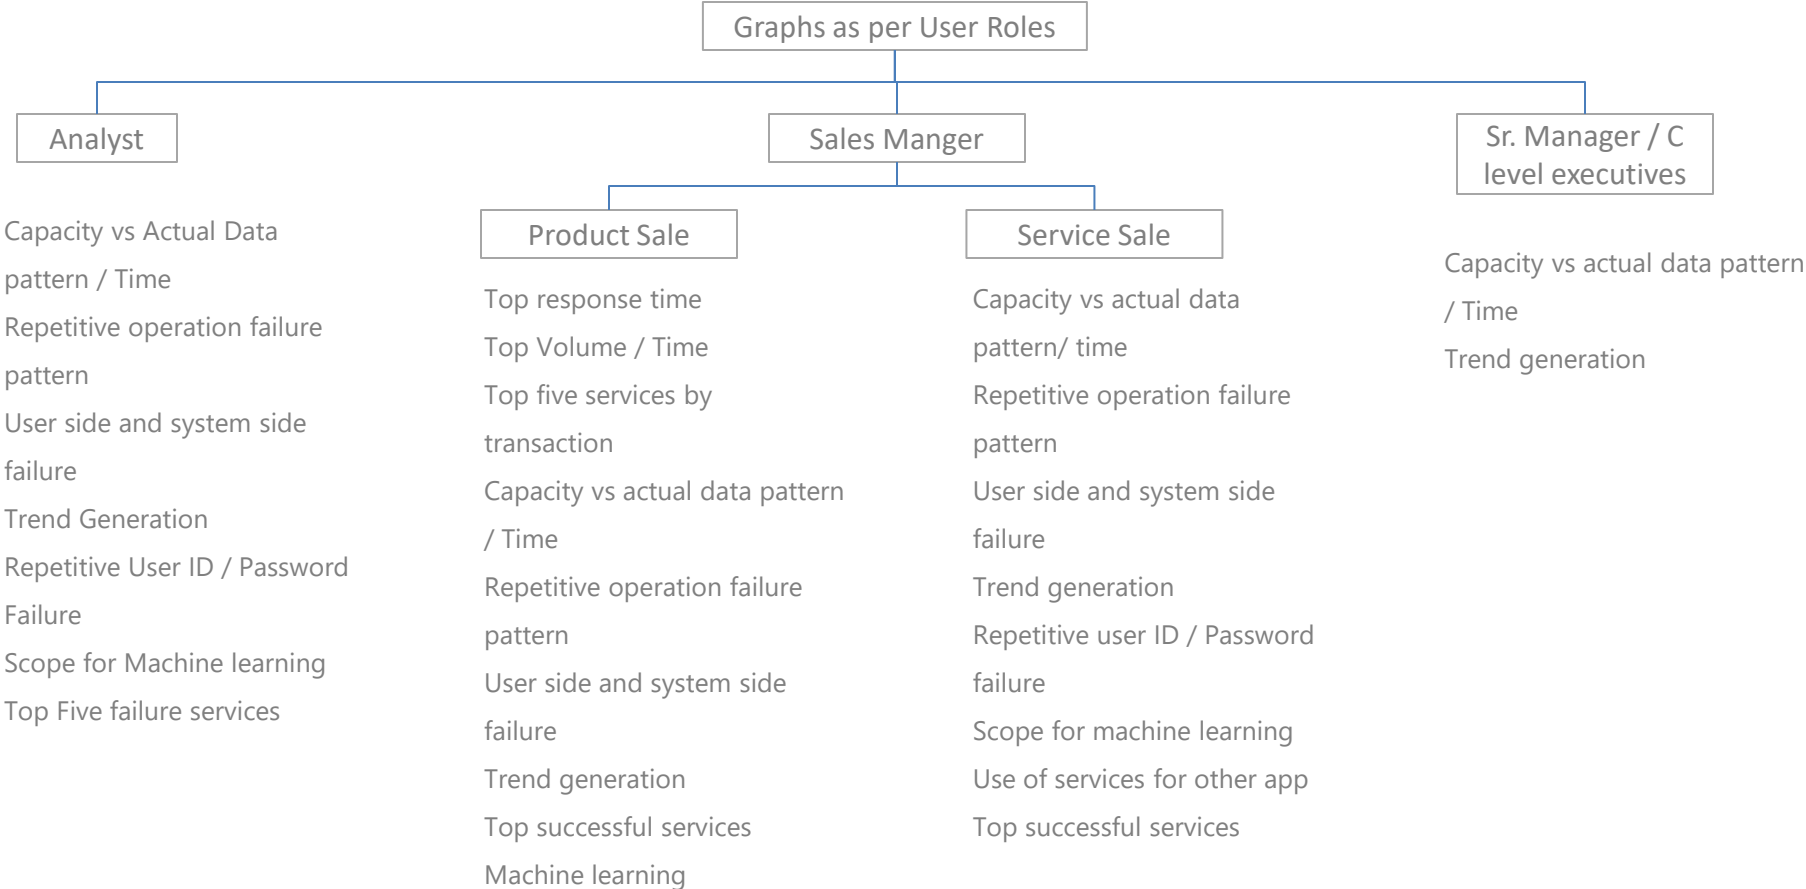 Graphs as per User Roles
Analyst
Sales Manger
Sr. Manager / C
level executives
Capacity vs Actual Data
pattern / Time
Repetitive operation failure
pattern
User side and system side
failure
Trend Generation
Repetitive User ID / Password
Failure
Scope for Machine learning
Top Five failure services
Product Sale
Top response time
Top Volume / Time
Top five services by
transaction
Capacity vs actual data pattern
/ Time
Repetitive operation failure
pattern
User side and system side
failure
Trend generation
Top successful services
Machine learning
Service Sale
Capacity vs actual data
pattern/ time
Repetitive operation failure
pattern
User side and system side
failure
Trend generation
Repetitive user ID / Password
failure
Scope for machine learning
Use of services for other app
Top successful services
Capacity vs actual data pattern
/ Time
Trend generation